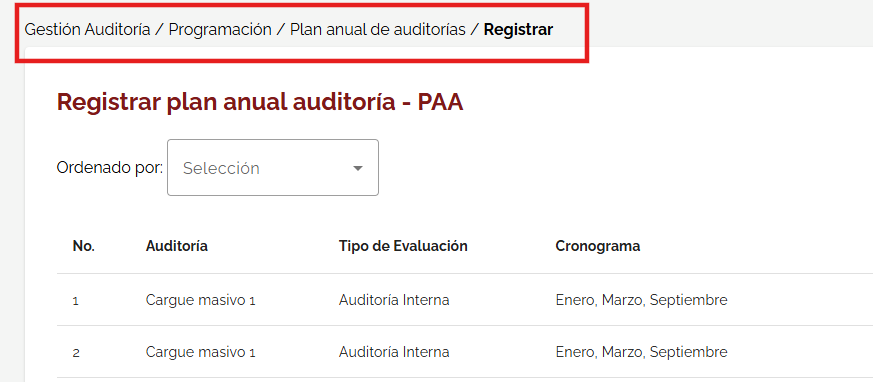 Gestión Auditoría / Programación / Plan anual de auditorías / Registrar
Registrar plan anual auditoría - PAA
Ordenado por: Selección
No. Auditoría Tipo de Evaluación Cronograma
1 Cargue masivo 1 Auditoría Interna Enero, Marzo, Septiembre
2 Cargue masivo 1 Auditoría Interna Enero, Marzo, Septiembre